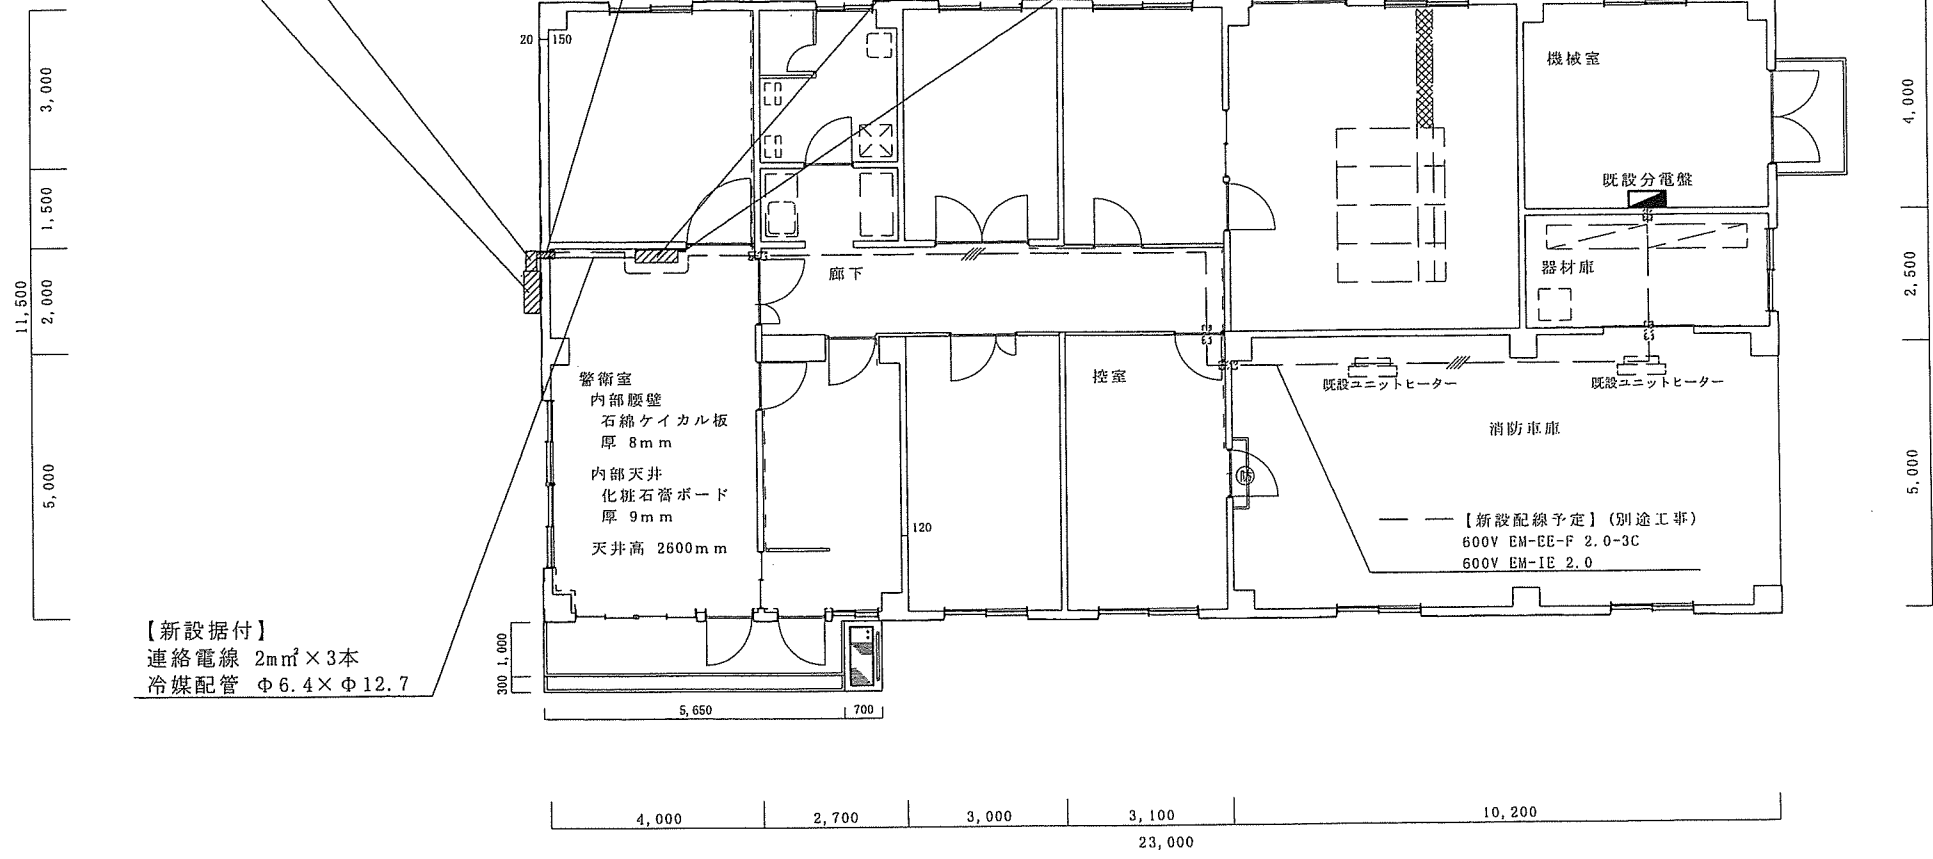 20
150
3,000
1,500
2,000
11,500
5,000
機械室
4,000
既設分電盤
器材庫
2,500
廊下
警衛室
内部腰壁
石綿ケイカル板
厚 8mm
内部天井
化粧石膏ボード
厚 9mm
天井高 2600mm
控室
既設ユニットヒーター
既設ユニットヒーター
消防車庫
防
5,000
120
【新設配線予定】(別途工事)
600V EM-EE-F 2.0-3C
600V EM-IE 2.0
【新設据付】
連絡電線 2m㎡×3本
冷媒配管 Φ6.4×Φ12.7
1,000
300
5,650
700
4,000
2,700
3,000
3,100
10,200
23,000